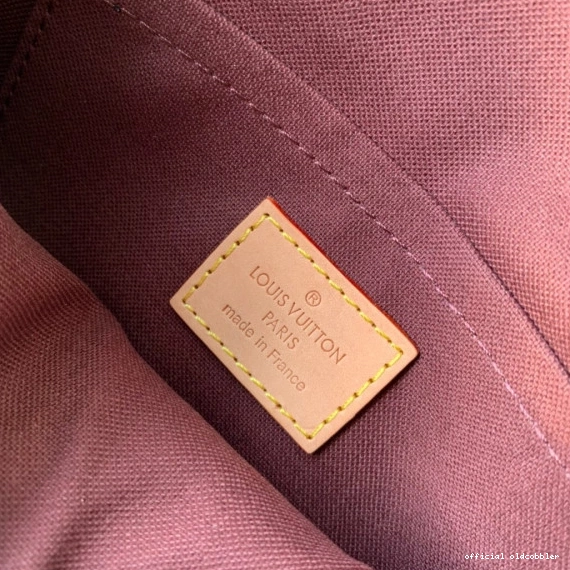 ®
LOUIS VUITTON
PARIS
made in France
official.oldcobbler